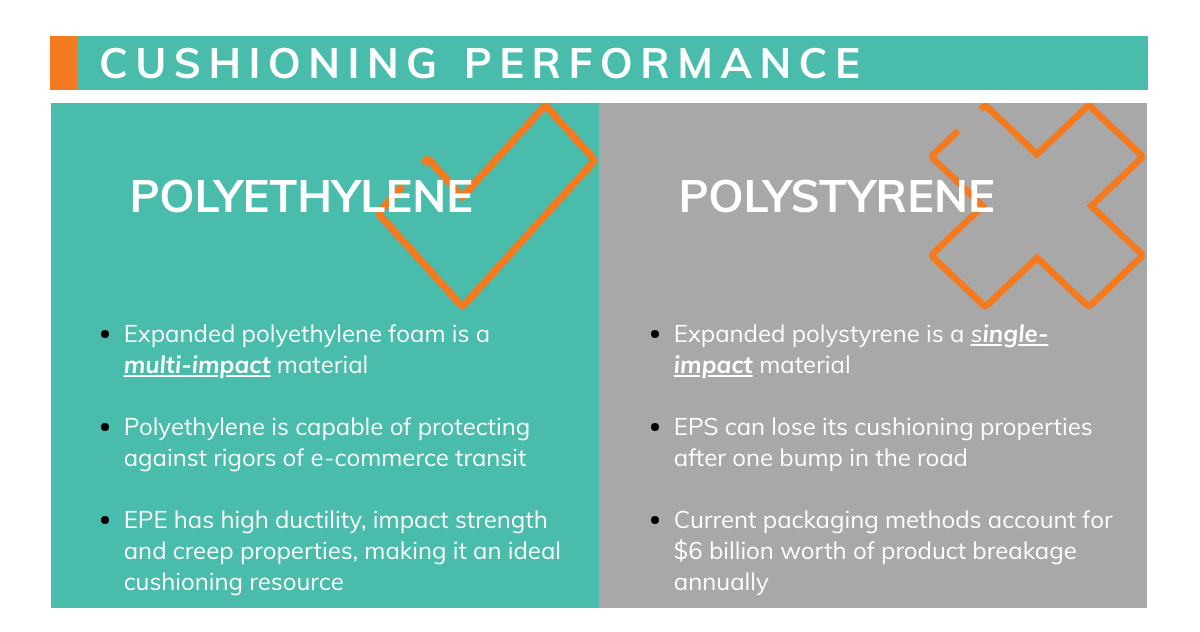 CUSHIONING PERFORMANCE
POLYETHYLENE
Expanded polyethylene foam is a
multi-impact material
Polyethylene is capable of protecting
against rigors of e-commerce transit
EPE has high ductility, impact strength
and creep properties, making it an ideal
cushioning resource
POLYSTYRENE
Expanded polystyrene is a single-
impact material
EPS can lose its cushioning properties
after one bump in the road
Current packaging methods account for
$6 billion worth of product breakage
annually